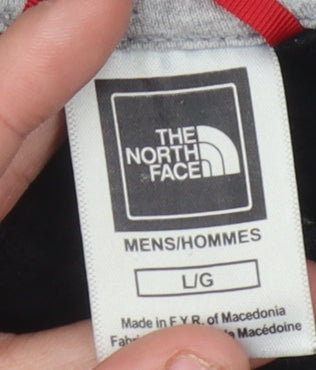 THE
NORTH
FACE
MENS/HOMMES
L/G
Made in F.Y.R. of Macedonia
Macédoine